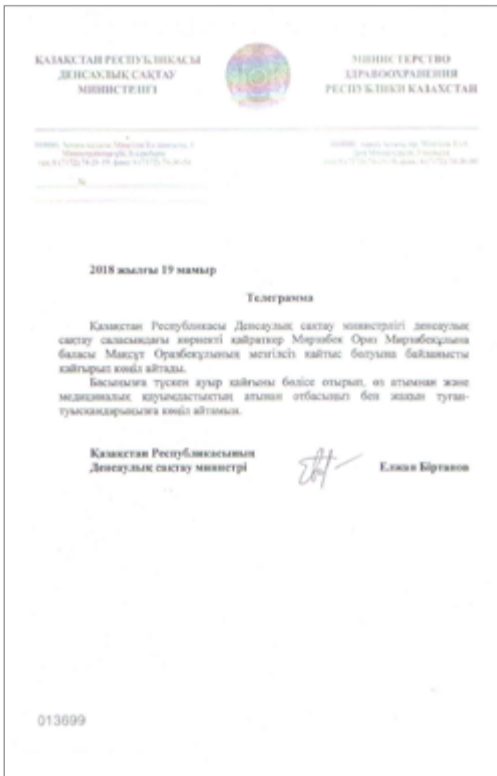 ҚАЗАҚСТАН РЕСПУБЛИКАСЫ
ДЕНСАУЛЫҚ САҚТАУ
МИНИСТРЛІГІ
МИНИСТЕРСТВО
ЗДРАВООХРАНЕНИЯ
РЕСПУБЛИКИ КАЗАХСТАН
№
2018 жылғы 19 мамыр
Телеграмма
Қазақстан Республикасы Денсаулық сақтау министрлігі денсаулық
сақтау саласындағы көрнекті қайраткер Мырзабек Ораз
баласы Мақсұт Оразбекұлының мезгілсіз қайтыс болуына байланысты
қайғырып көңіл айтады.
Басыңызға түскен ауыр қайғыны бөлісе отырып, өз атымнан және
медициналық қауымдастықтың атынан отбасыңыз бен жақын туған-
туысқандарыңызға көңіл айтамын.
Қазақстан Республикасының
Денсаулық сақтау министрі
Елжан Біртанов
013699